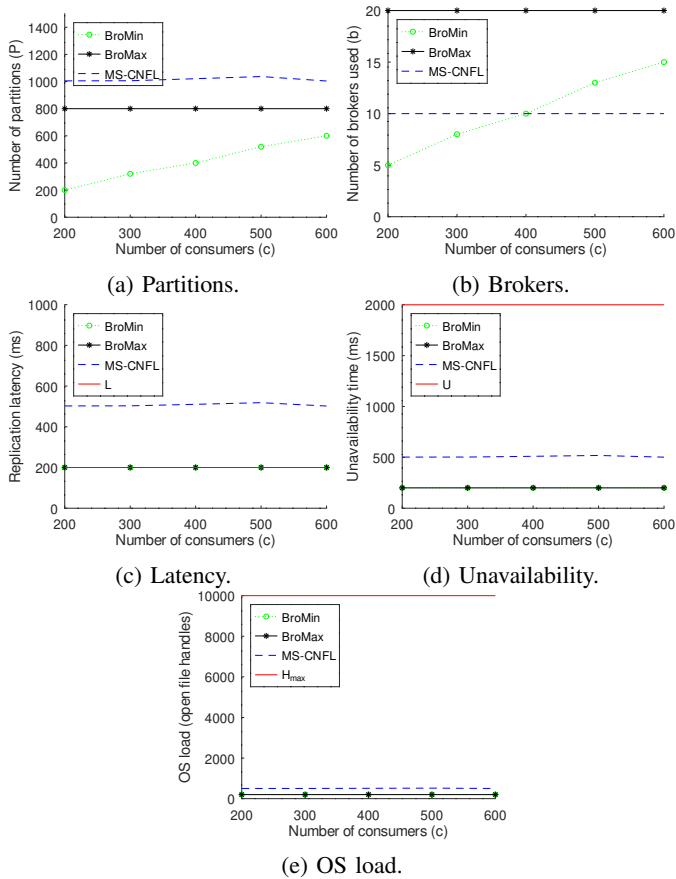 Number of partitions (P)
1400
1200
1000
800
600
400
200
0
200 300 400 500 600
Number of consumers (c)
BroMin
BroMax
MS-CNFL
(a) Partitions.
Number of brokers used (b)
20
15
10
5
0
200 300 400 500 600
Number of consumers (c)
BroMin
BroMax
MS-CNFL
(b) Brokers.
Replication latency (ms)
1000
800
600
400
200
0
200 300 400 500 600
Number of consumers (c)
BroMin
BroMax
MS-CNFL
L
(c) Latency.
Unavailability time (ms)
2000
1500
1000
500
0
200 300 400 500 600
Number of consumers (c)
BroMin
BroMax
MS-CNFL
U
(d) Unavailability.
OS load (open file handles)
10000
8000
6000
4000
2000
0
200 300 400 500 600
Number of consumers (c)
BroMin
BroMax
MS-CNFL
Hmax
(e) OS load.